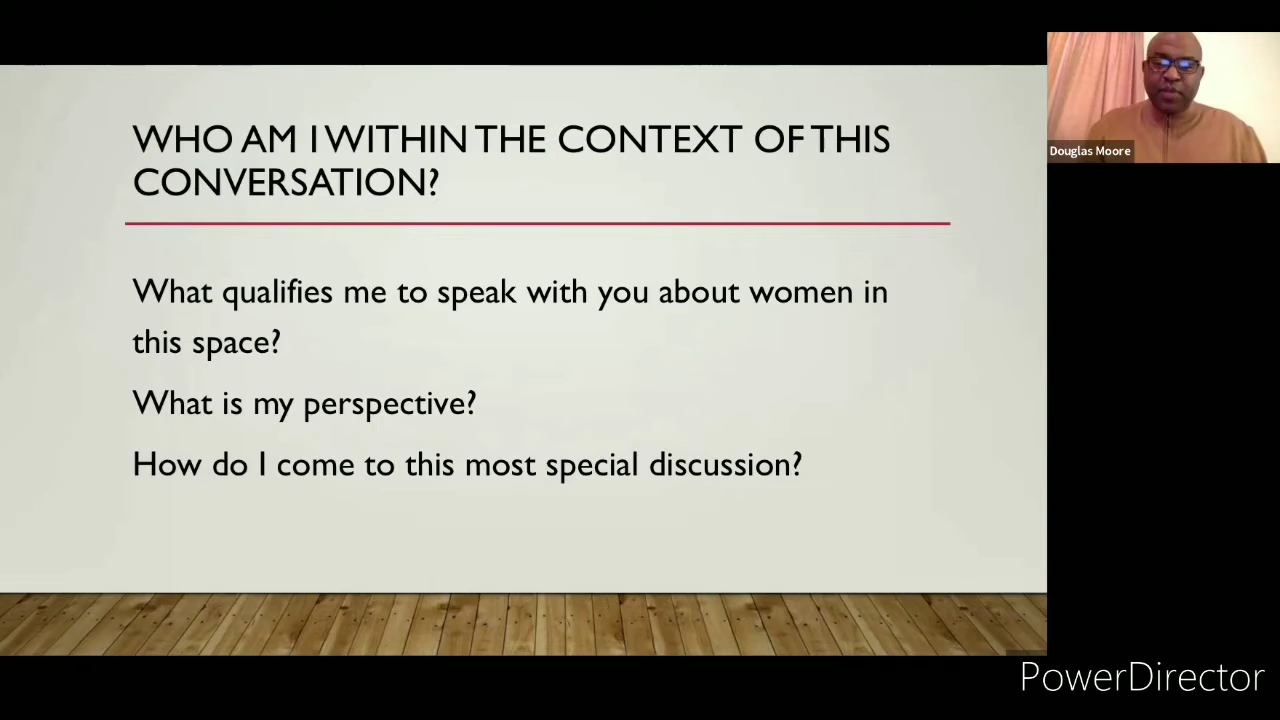 WHO AM I WITHIN THE CONTEXT OF THIS
CONVERSATION?
What qualifies me to speak with you about women in
this space?
What is my perspective?
How do I come to this most special discussion?
Douglas Moore
PowerDirector